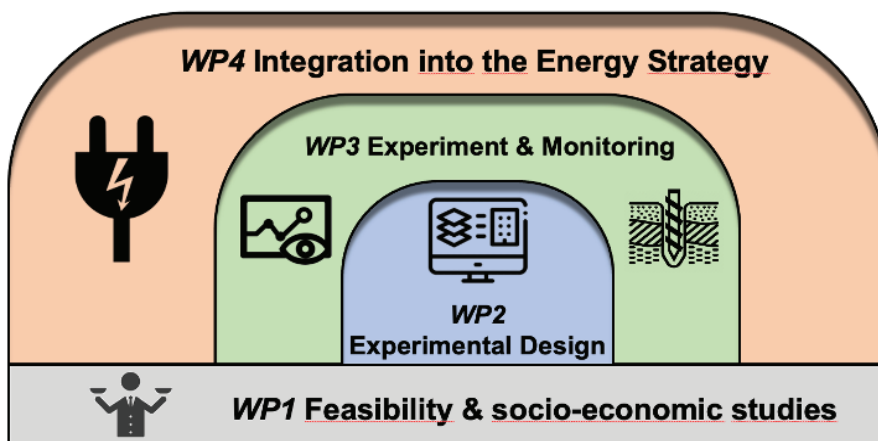 WP4 Integration into the Energy Strategy
WP3 Experiment & Monitoring
WP2
Experimental Design
WP1 Feasibility & socio-economic studies